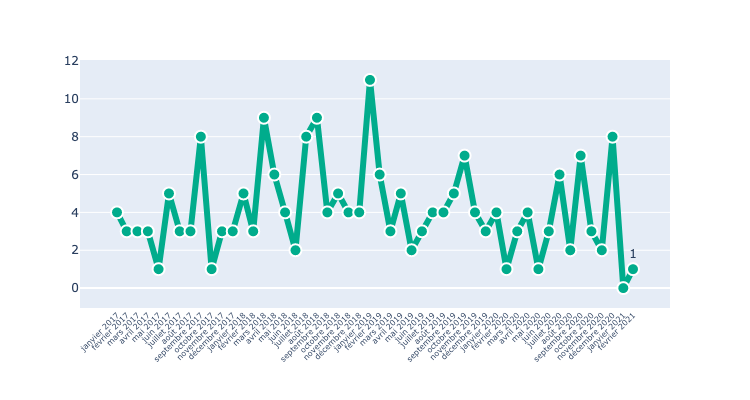 12
10
8
6
4
2
0
1
janvier 2017
février 2017
mars 2017
avril 2017
mai 2017
juin 2017
juillet 2017
août 2017
septembre 2017
octobre 2017
novembre 2017
décembre 2017
janvier 2018
février 2018
mars 2018
avril 2018
mai 2018
juin 2018
juillet 2018
août 2018
septembre 2018
octobre 2018
novembre 2018
décembre 2018
janvier 2019
février 2019
mars 2019
avril 2019
mai 2019
juin 2019
juillet 2019
août 2019
septembre 2019
octobre 2019
novembre 2019
décembre 2019
janvier 2020
février 2020
mars 2020
avril 2020
mai 2020
juin 2020
juillet 2020
août 2020
septembre 2020
octobre 2020
novembre 2020
décembre 2020
janvier 2021
février 2021